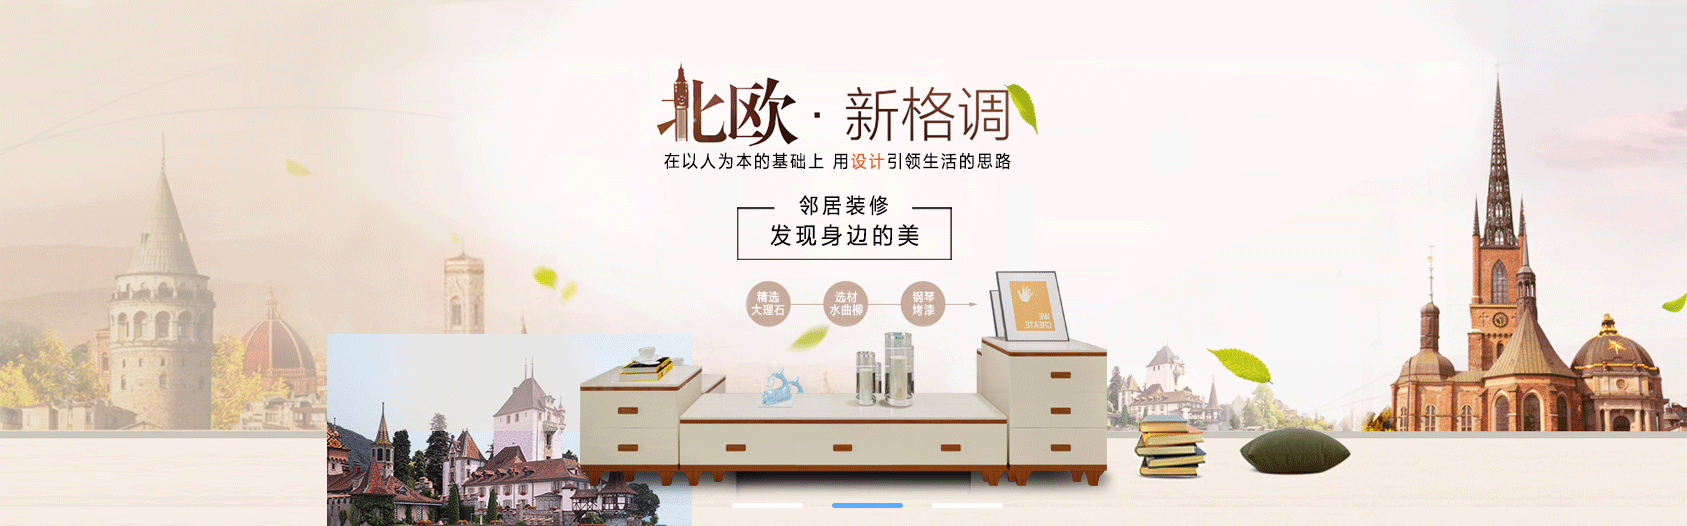 北欧·新格调
在以人为本的基础上 用设计引领生活的思路
邻居装修
发现身边的美
精选
大理石
选材
水曲柳
钢琴
烤漆
WE
CREATE